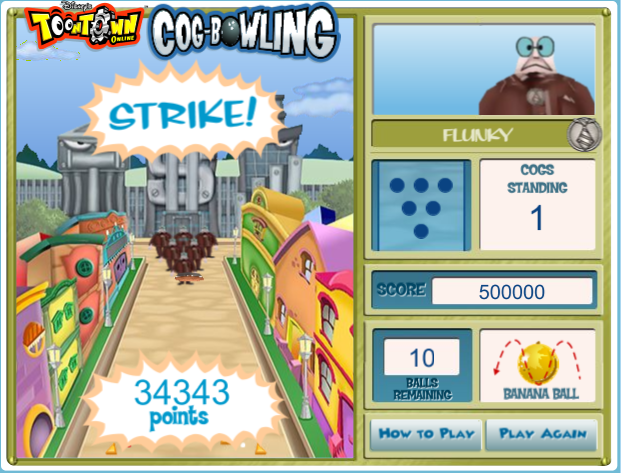 Disney's
TOONTOWN
ONLINE
COG-BOWLING
STRIKE!
34343
points
FLUNKY
COGS
STANDING
1
SCORE 500000
10
BALLS
REMAINING
BANANA BALL
HOW TO PLAY
PLAY AGAIN